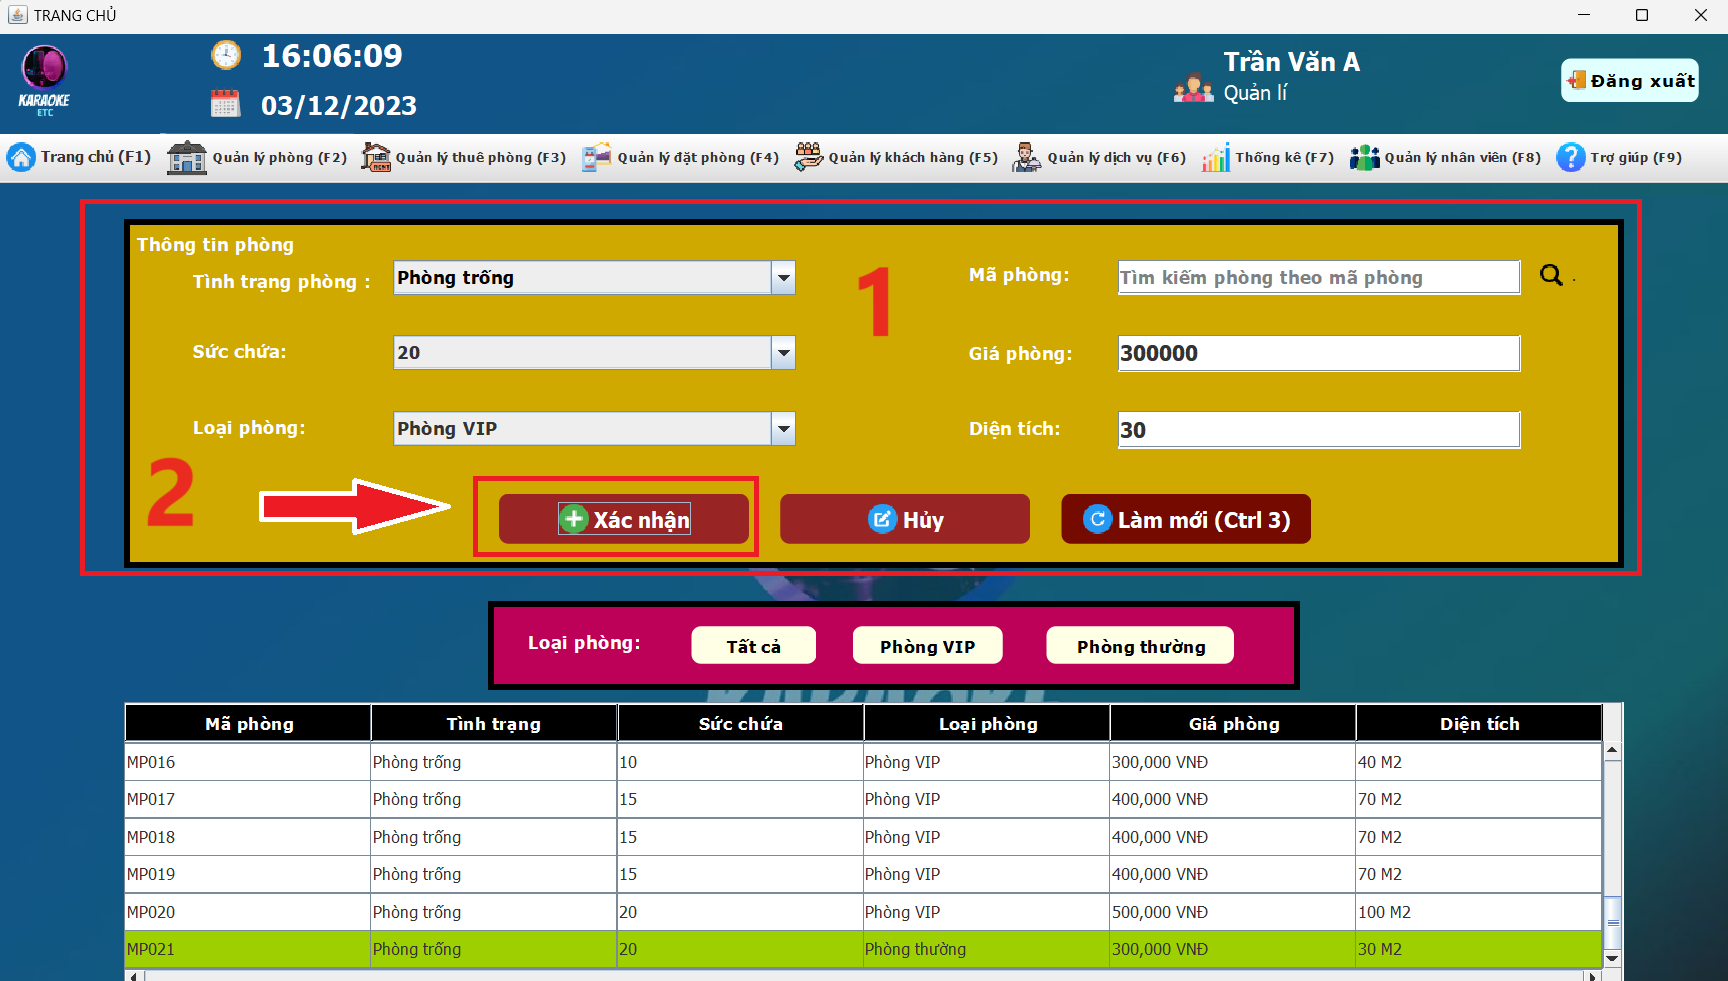 TRANG CHỦ
KARAOKE
ETC
16:06:09
03/12/2023
Trần Văn A
Quản lí
Đăng xuất
Trang chủ (F1)
Quản lý phòng (F2)
Quản lý thuê phòng (F3)
Quản lý đặt phòng (F4)
Quản lý khách hàng (F5)
Quản lý dịch vụ (F6)
Thống kê (F7)
Quản lý nhân viên (F8)
Trợ giúp (F9)
Thông tin phòng
Tình trạng phòng : Phòng trống
1
Mã phòng: Tìm kiếm phòng theo mã phòng .
Sức chứa: 20
Giá phòng: 300000
Loại phòng: Phòng VIP
Diện tích: 30
2
Xác nhận
Hủy
Làm mới (Ctrl 3)
Loại phòng: Tất cả Phòng VIP Phòng thường
KARAOKE
Mã phòng Tình trạng Sức chứa Loại phòng Giá phòng Diện tích
MP016 Phòng trống 10 Phòng VIP 300,000 VNĐ 40 M2
MP017 Phòng trống 15 Phòng VIP 400,000 VNĐ 70 M2
MP018 Phòng trống 15 Phòng VIP 400,000 VNĐ 70 M2
MP019 Phòng trống 15 Phòng VIP 400,000 VNĐ 70 M2
MP020 Phòng trống 20 Phòng VIP 500,000 VNĐ 100 M2
MP021 Phòng trống 20 Phòng thường 300,000 VNĐ 30 M2